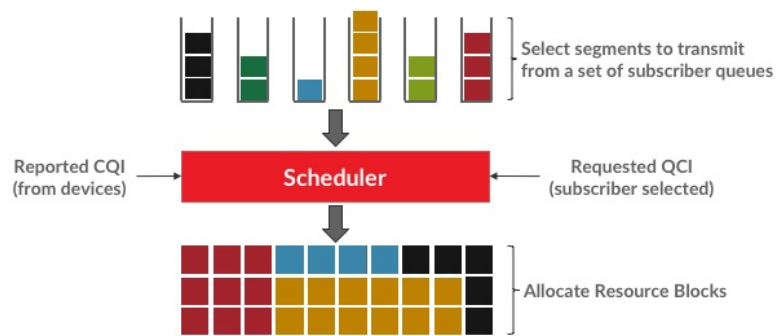 Select segments to transmit
from a set of subscriber queues
Reported CQI
(from devices)
Scheduler
Requested QCI
(subscriber selected)
Allocate Resource Blocks